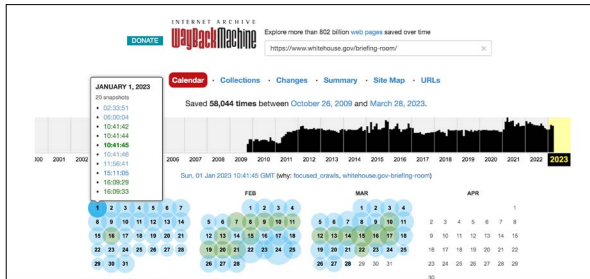 INTERNET ARCHIVE
DONATE
WayBackMachine
Explore more than 802 billion web pages saved over time
https://www.whitehouse.gov/briefing-room/ ×
Calendar · Collections · Changes · Summary · Site Map · URLs
Saved 58,044 times between October 26, 2009 and March 28, 2023.
JANUARY 1, 2023
20 snapshots
02:33:51
08:00:04
10:41:42
10:41:44
10:41:45
10:41:46
11:56:41
15:11:05
16:09:29
16:09:33
2001 2002 2006 2007 2008 2009 2010 2011 2012 2013 2014 2015 2016 2017 2018 2019 2020 2021 2022 2023
Sun, 01 Jan 2023 10:41:45 GMT (why: focused_crawls, whitehouse.gov-briefing-room)
FEB MAR APR
1 2 3 4 5 6 7 1 2 3 4 1 2 3 4 1
8 9 10 11 12 13 14 5 6 7 8 9 10 11 5 6 7 8 9 10 11 2 3 4 5 6 7 8
15 16 17 18 19 20 21 12 13 14 15 16 17 18 12 13 14 15 16 17 18 9 10 11 12 13 14 15
22 23 24 25 26 27 28 19 20 21 22 23 24 25 19 20 21 22 23 24 25 16 17 18 19 20 21 22
29 30 31 26 27 28 26 27 28 29 30 31 23 24 25 26 27 28 29
30